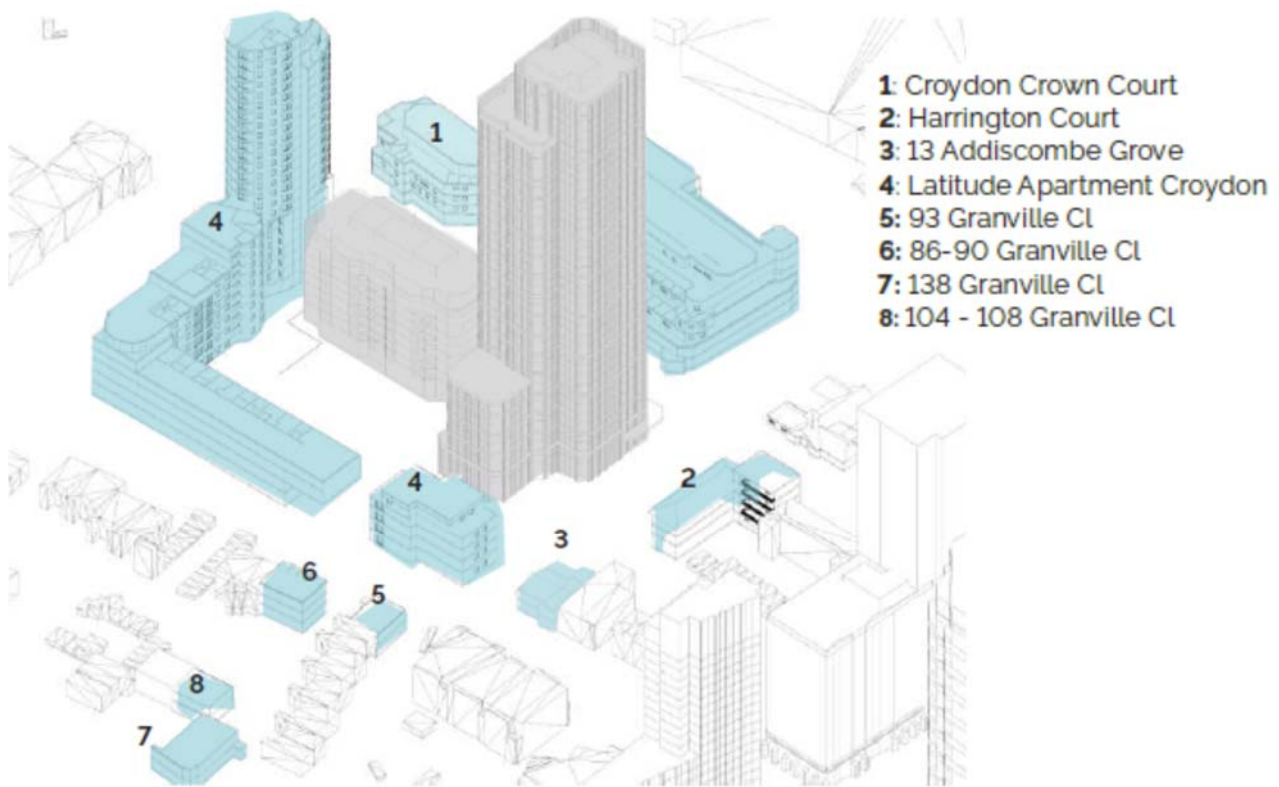 1: Croydon Crown Court
2: Harrington Court
3: 13 Addiscombe Grove
4: Latitude Apartment Croydon
5: 93 Granville Cl
6: 86-90 Granville Cl
7: 138 Granville Cl
8: 104 - 108 Granville Cl
1
4
2
4
3
6
5
8
7